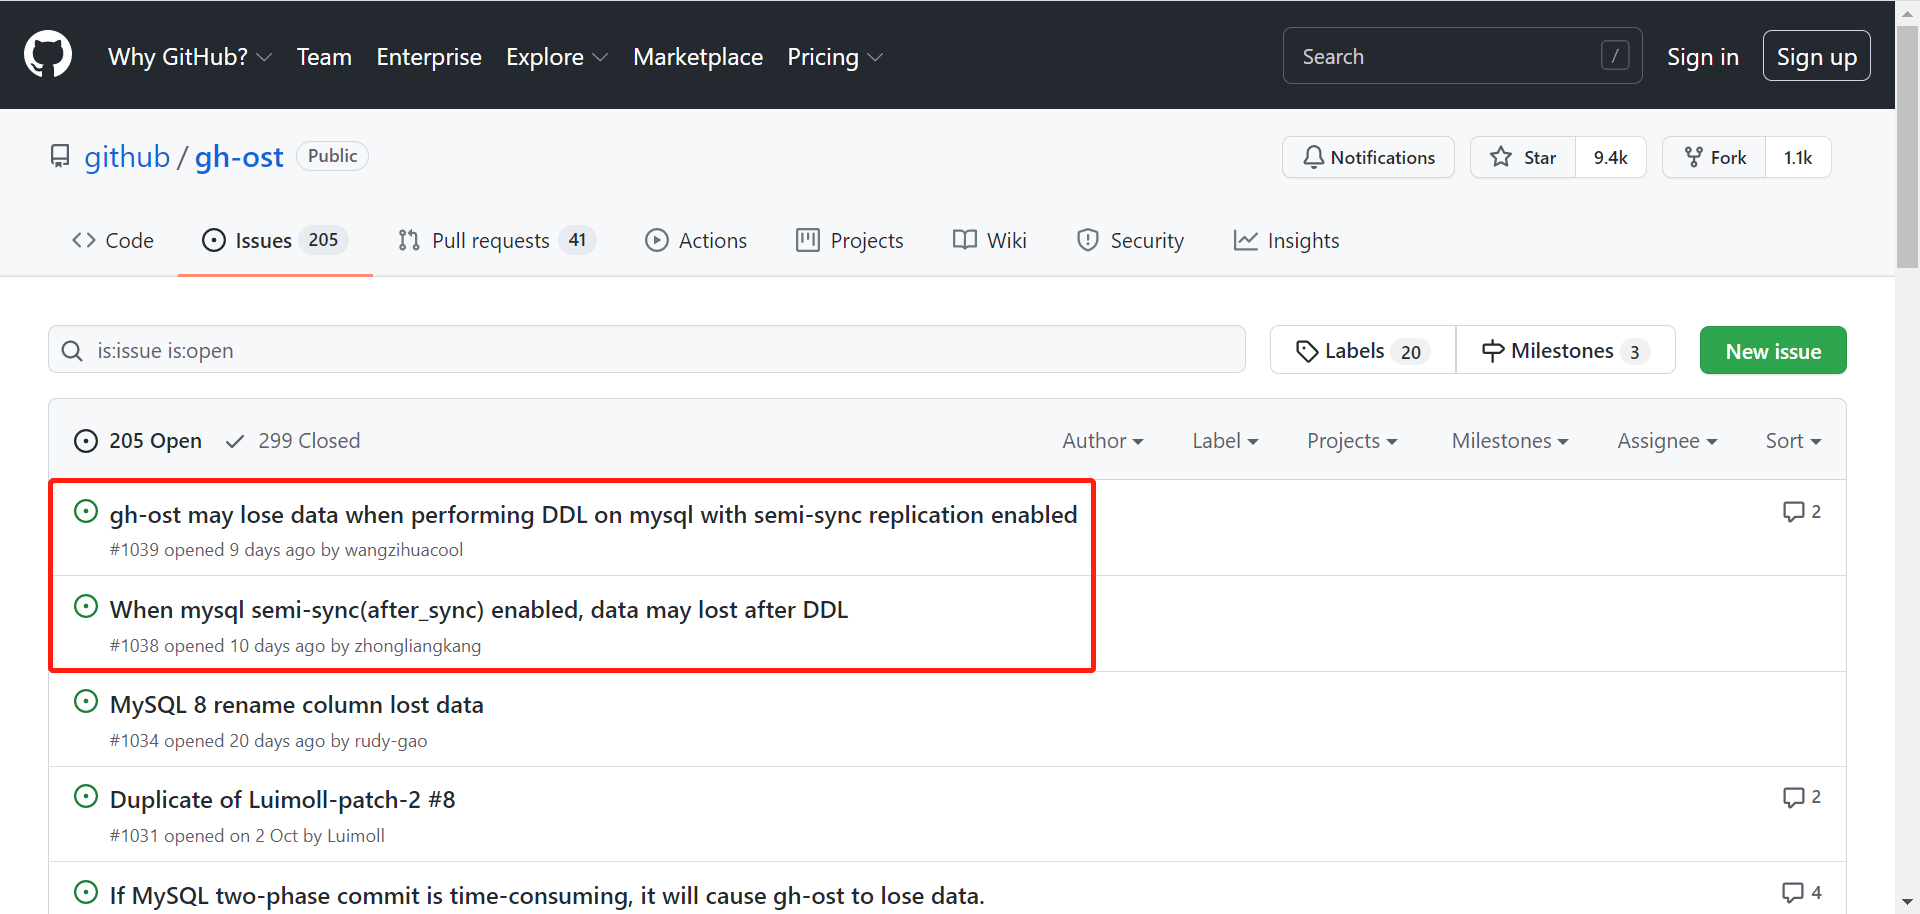 Why GitHub? Team Enterprise Explore Marketplace Pricing Search / Sign in Sign up
github / gh-ost Public Notifications Star 9.4k Fork 1.1k
Code Issues 205 Pull requests 41 Actions Projects Wiki Security Insights
is:issue is:open Labels 20 Milestones 3 New issue
205 Open 299 Closed Author Label Projects Milestones Assignee Sort
gh-ost may lose data when performing DDL on mysql with semi-sync replication enabled 2
#1039 opened 9 days ago by wangzihuacool
When mysql semi-sync(after_sync) enabled, data may lost after DDL
#1038 opened 10 days ago by zhongliangkang
MySQL 8 rename column lost data
#1034 opened 20 days ago by rudy-gao
Duplicate of Luimoll-patch-2 #8 2
#1031 opened on 2 Oct by Luimoll
If MySQL two-phase commit is time-consuming, it will cause gh-ost to lose data. 4